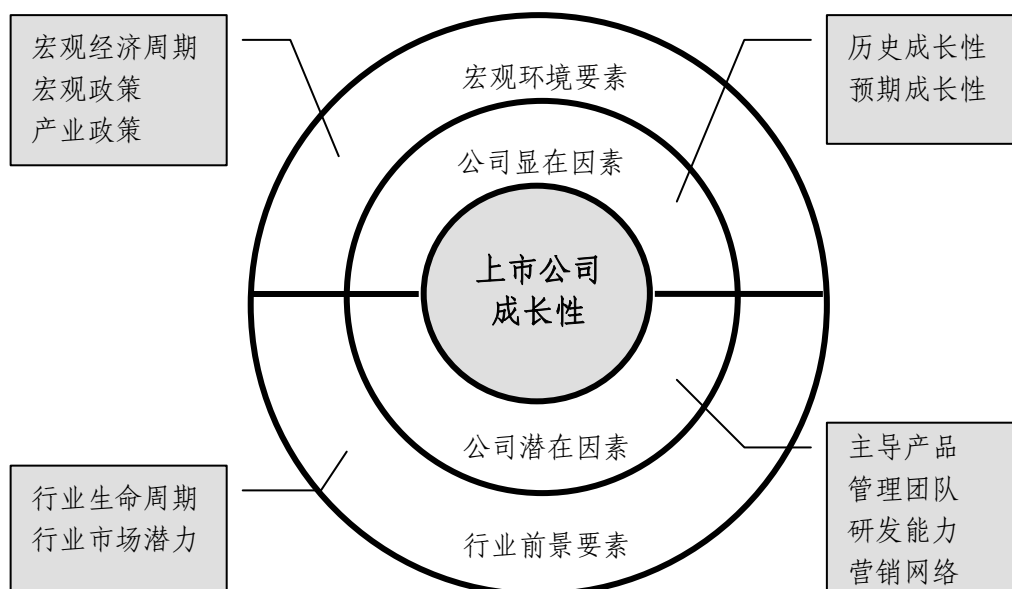 宏观经济周期
宏观政策
产业政策
历史成长性
预期成长性
宏观环境要素
公司显在因素
上市公司
成长性
公司潜在因素
行业前景要素
行业生命周期
行业市场潜力
主导产品
管理团队
研发能力
营销网络